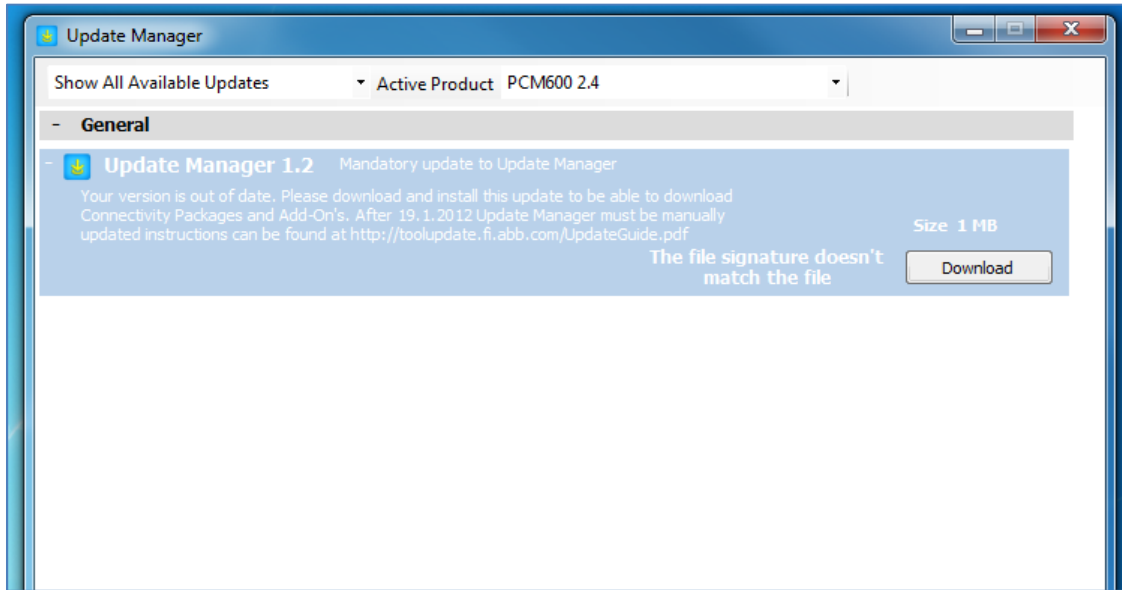 Update Manager
Show All Available Updates Active Product PCM600 2.4
- General
- Update Manager 1.2 Mandatory update to Update Manager
Your version is out of date. Please download and install this update to be able to download
Connectivity Packages and Add-On's. After 19.1.2012 Update Manager must be manually
updated instructions can be found at http://toolupdate.fi.abb.com/UpdateGuide.pdf
Size 1 MB
The file signature doesn't
match the file
Download